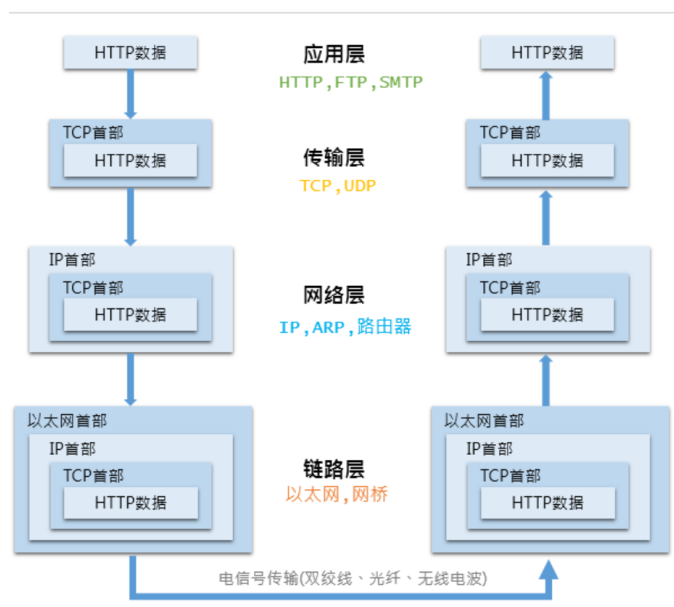 HTTP数据
应用层
HTTP,FTP,SMTP
HTTP数据
TCP首部
HTTP数据
传输层
TCP,UDP
TCP首部
HTTP数据
IP首部
TCP首部
HTTP数据
网络层
IP,ARP,路由器
IP首部
TCP首部
HTTP数据
以太网首部
IP首部
TCP首部
HTTP数据
链路层
以太网,网桥
以太网首部
IP首部
TCP首部
HTTP数据
电信号传输(双绞线、光纤、无线电波)